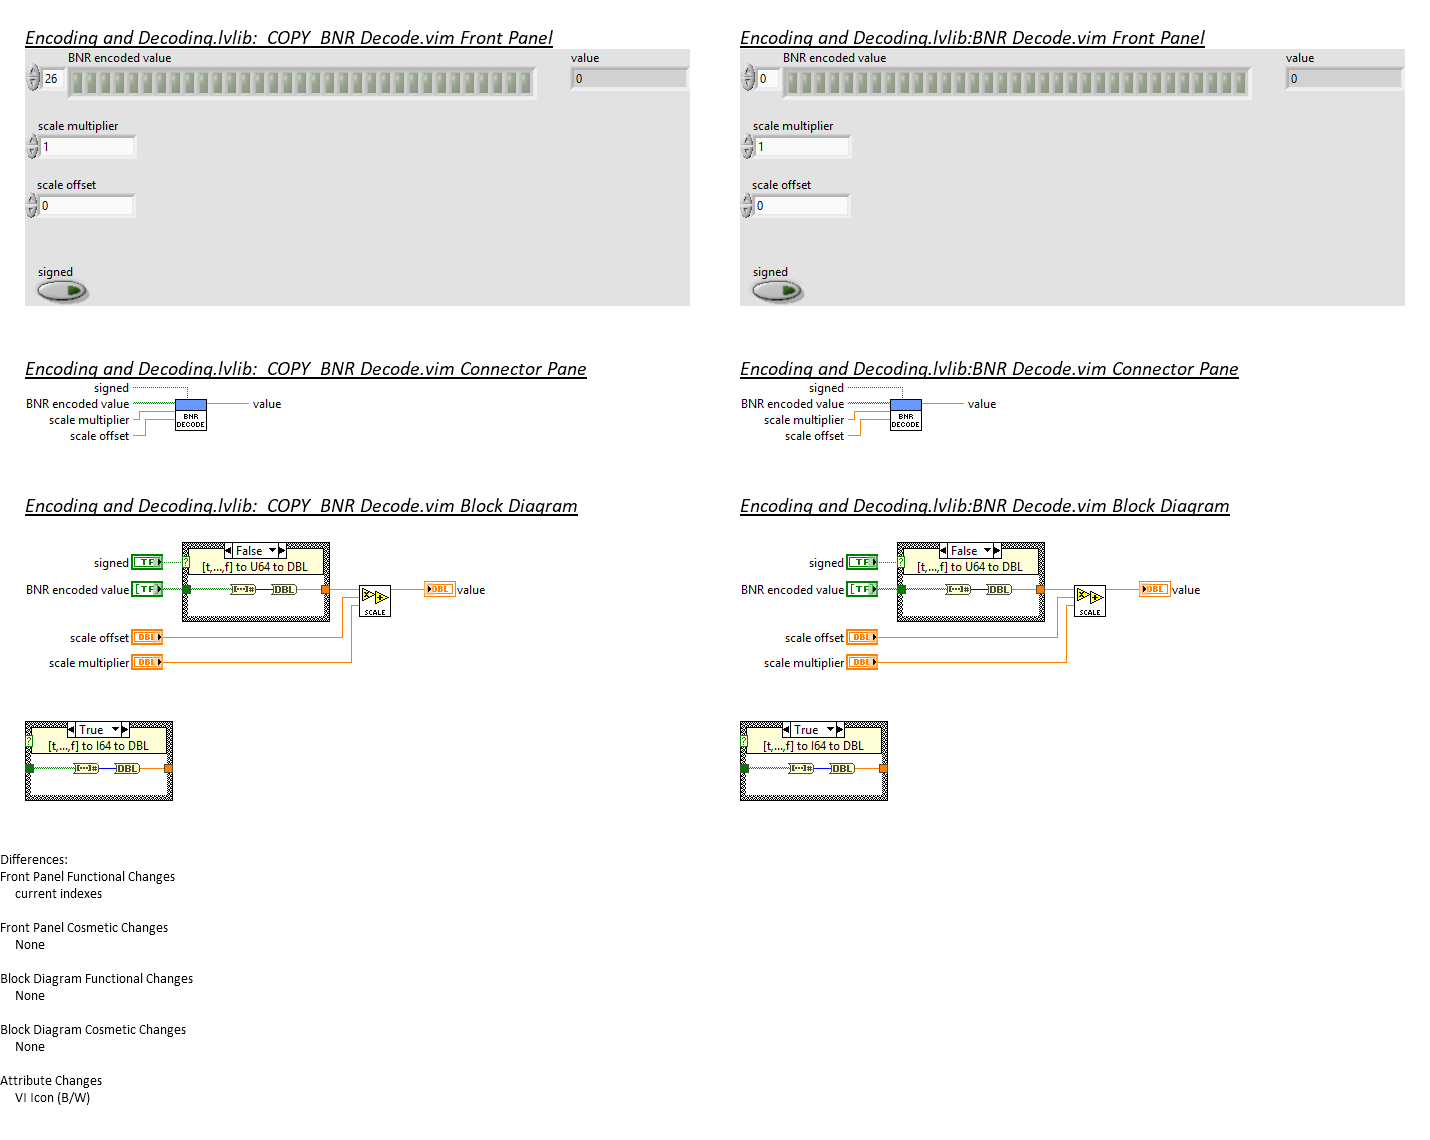 Encoding and Decoding.lvlib:  COPY  BNR Decode.vim Front Panel
BNR encoded value
value
26
0
scale multiplier
1
scale offset
0
signed
Encoding and Decoding.lvlib:BNR Decode.vim Front Panel
BNR encoded value
value
0
0
scale multiplier
1
scale offset
0
signed
Encoding and Decoding.lvlib:  COPY  BNR Decode.vim Connector Pane
signed
BNR encoded value
value
scale multiplier
scale offset
BNR
DECODE
Encoding and Decoding.lvlib:BNR Decode.vim Connector Pane
signed
BNR encoded value
value
scale multiplier
scale offset
BNR
DECODE
Encoding and Decoding.lvlib:  COPY  BNR Decode.vim Block Diagram
False
signed
TF
?
[t,...,f] to U64 to DBL
BNR encoded value
[TF]
[...]#
DBL
DBL
value
SCALE
scale offset
DBL
scale multiplier
DBL
True
?
[t,...,f] to I64 to DBL
[...]#
DBL
Encoding and Decoding.lvlib:BNR Decode.vim Block Diagram
False
signed
TF
?
[t,...,f] to U64 to DBL
BNR encoded value
[TF]
[...]#
DBL
DBL
value
SCALE
scale offset
DBL
scale multiplier
DBL
True
?
[t,...,f] to I64 to DBL
[...]#
DBL
Differences:
Front Panel Functional Changes
current indexes
Front Panel Cosmetic Changes
None
Block Diagram Functional Changes
None
Block Diagram Cosmetic Changes
None
Attribute Changes
VI Icon (B/W)